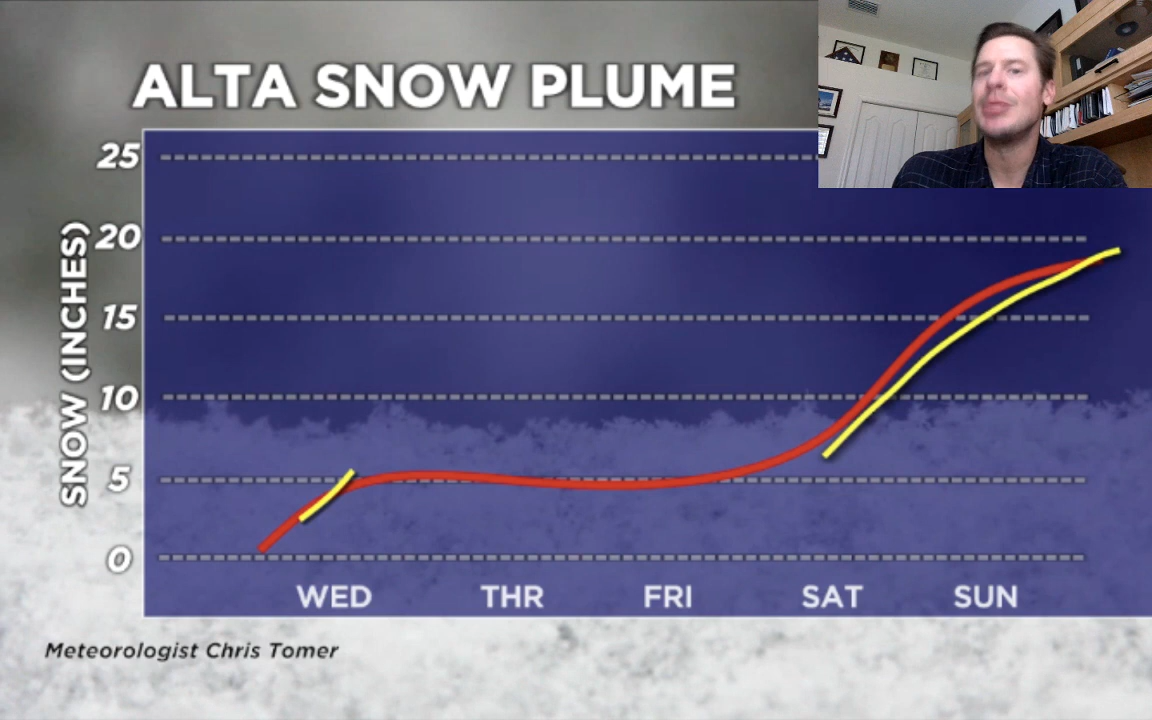 ALTA SNOW PLUME
25
20
15
10
5
0
SNOW (INCHES)
WED THR FRI SAT SUN
Meteorologist Chris Tomer